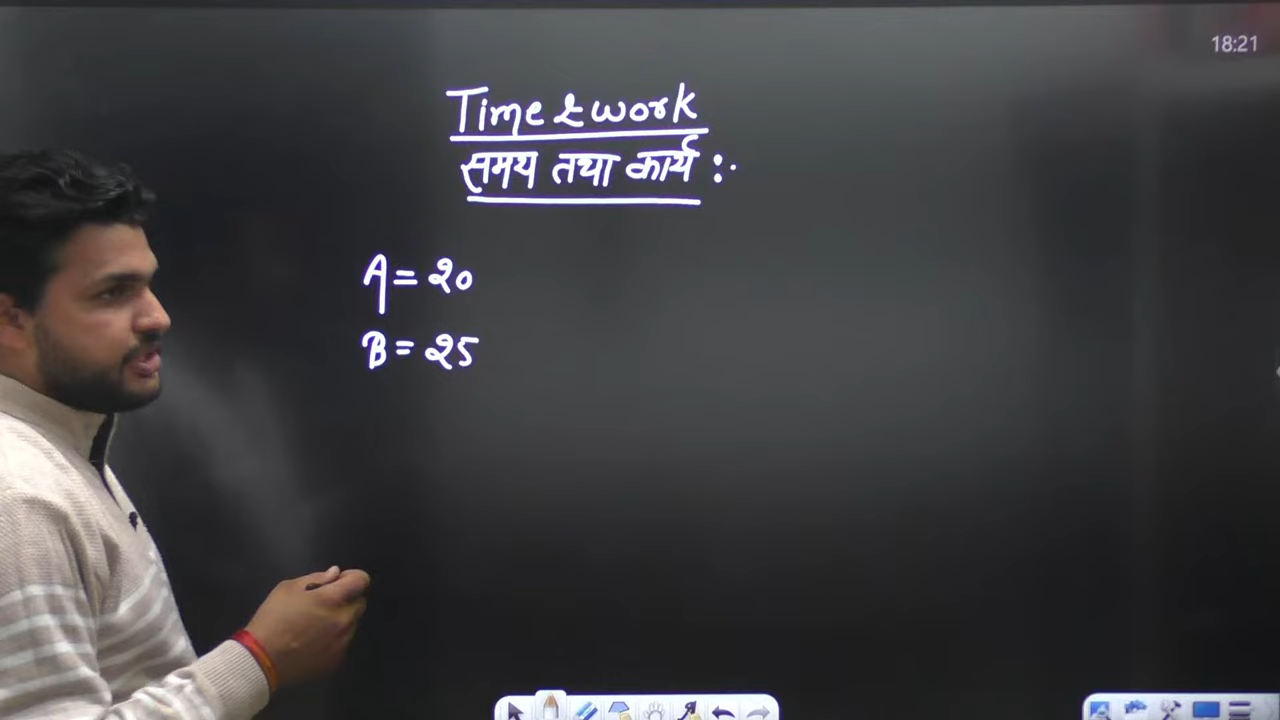 18:21
Time & work
समय तथा कार्य :-
A = 20
B = 25